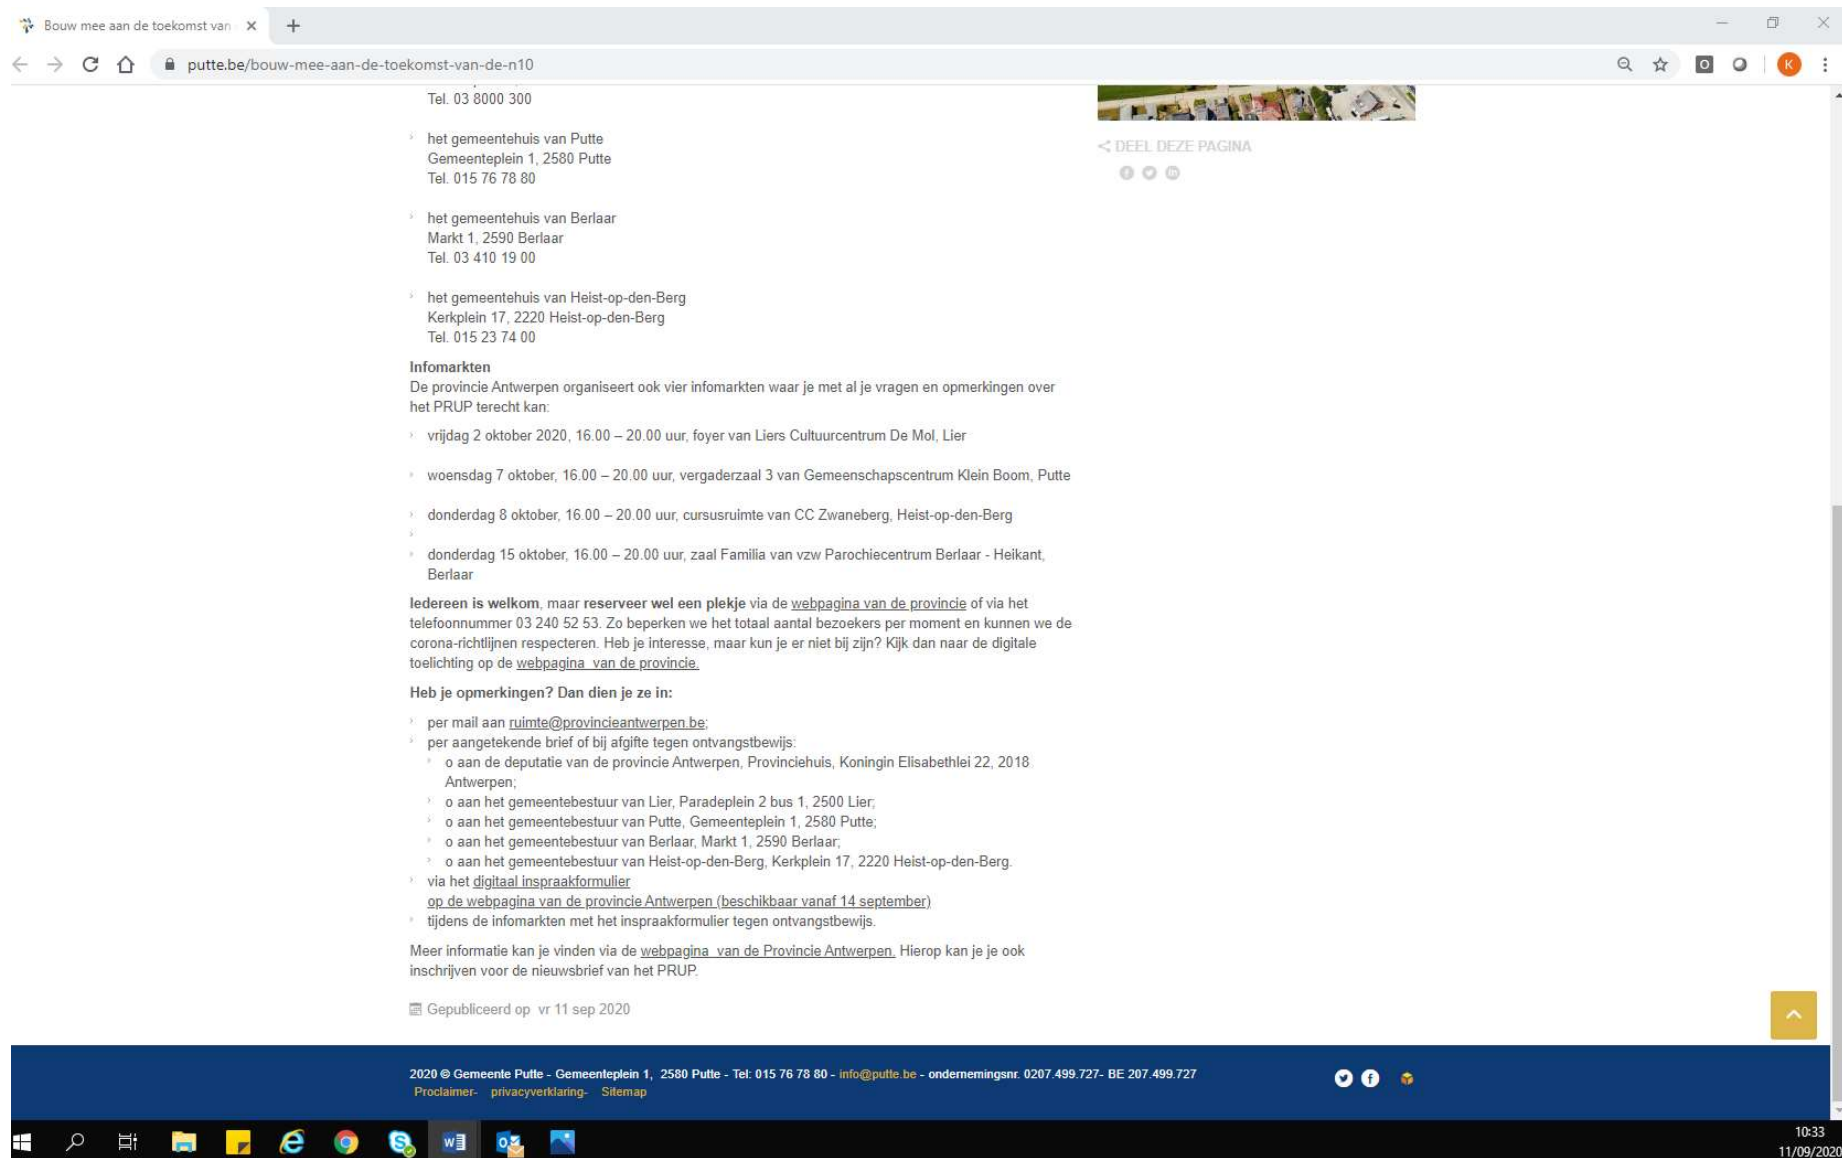 Bouw mee aan de toekomst van
putte.be/bouw-mee-aan-de-toekomst-van-de-n10
K
Tel. 03 8000 300
DEEL DEZE PAGINA
het gemeentehuis van Putte
Gemeenteplein 1, 2580 Putte
Tel. 015 76 78 80
het gemeentehuis van Berlaar
Markt 1, 2590 Berlaar
Tel. 03 410 19 00
het gemeentehuis van Heist-op-den-Berg
Kerkplein 17, 2220 Heist-op-den-Berg
Tel. 015 23 74 00
Infomarkten
De provincie Antwerpen organiseert ook vier infomarkten waar je met al je vragen en opmerkingen over
het PRUP terecht kan:
vrijdag 2 oktober 2020, 16.00 – 20.00 uur, foyer van Liers Cultuurcentrum De Mol, Lier
woensdag 7 oktober, 16.00 – 20.00 uur, vergaderzaal 3 van Gemeenschapscentrum Klein Boom, Putte
donderdag 8 oktober, 16.00 – 20.00 uur, cursusruimte van CC Zwaneberg, Heist-op-den-Berg
donderdag 15 oktober, 16.00 – 20.00 uur, zaal Familia van vzw Parochiecentrum Berlaar - Heikant,
Berlaar
Iedereen is welkom, maar reserveer wel een plekje via de webpagina van de provincie of via het
telefoonnummer 03 240 52 53. Zo beperken we het totaal aantal bezoekers per moment en kunnen we de
corona-richtlijnen respecteren. Heb je interesse, maar kun je er niet bij zijn? Kijk dan naar de digitale
toelichting op de webpagina van de provincie.
Heb je opmerkingen? Dan dien je ze in:
per mail aan ruimte@provincieantwerpen.be;
per aangetekende brief of bij afgifte tegen ontvangstbewijs:
o aan de deputatie van de provincie Antwerpen, Provinciehuis, Koningin Elisabethlei 22, 2018
Antwerpen;
o aan het gemeentebestuur van Lier, Paradeplein 2 bus 1, 2500 Lier;
o aan het gemeentebestuur van Putte, Gemeenteplein 1, 2580 Putte;
o aan het gemeentebestuur van Berlaar, Markt 1, 2590 Berlaar;
o aan het gemeentebestuur van Heist-op-den-Berg, Kerkplein 17, 2220 Heist-op-den-Berg.
via het digitaal inspraakformulier
op de webpagina van de provincie Antwerpen (beschikbaar vanaf 14 september)
tijdens de infomarkten met het inspraakformulier tegen ontvangstbewijs.
Meer informatie kan je vinden via de webpagina van de Provincie Antwerpen. Hierop kan je je ook
inschrijven voor de nieuwsbrief van het PRUP.
Gepubliceerd op vr 11 sep 2020
2020 © Gemeente Putte - Gemeenteplein 1, 2580 Putte - Tel: 015 76 78 80 - info@putte.be - ondernemingsnr. 0207.499.727- BE 207.499.727
Proclaimer- privacyverklaring- Sitemap
10:33
11/09/2020